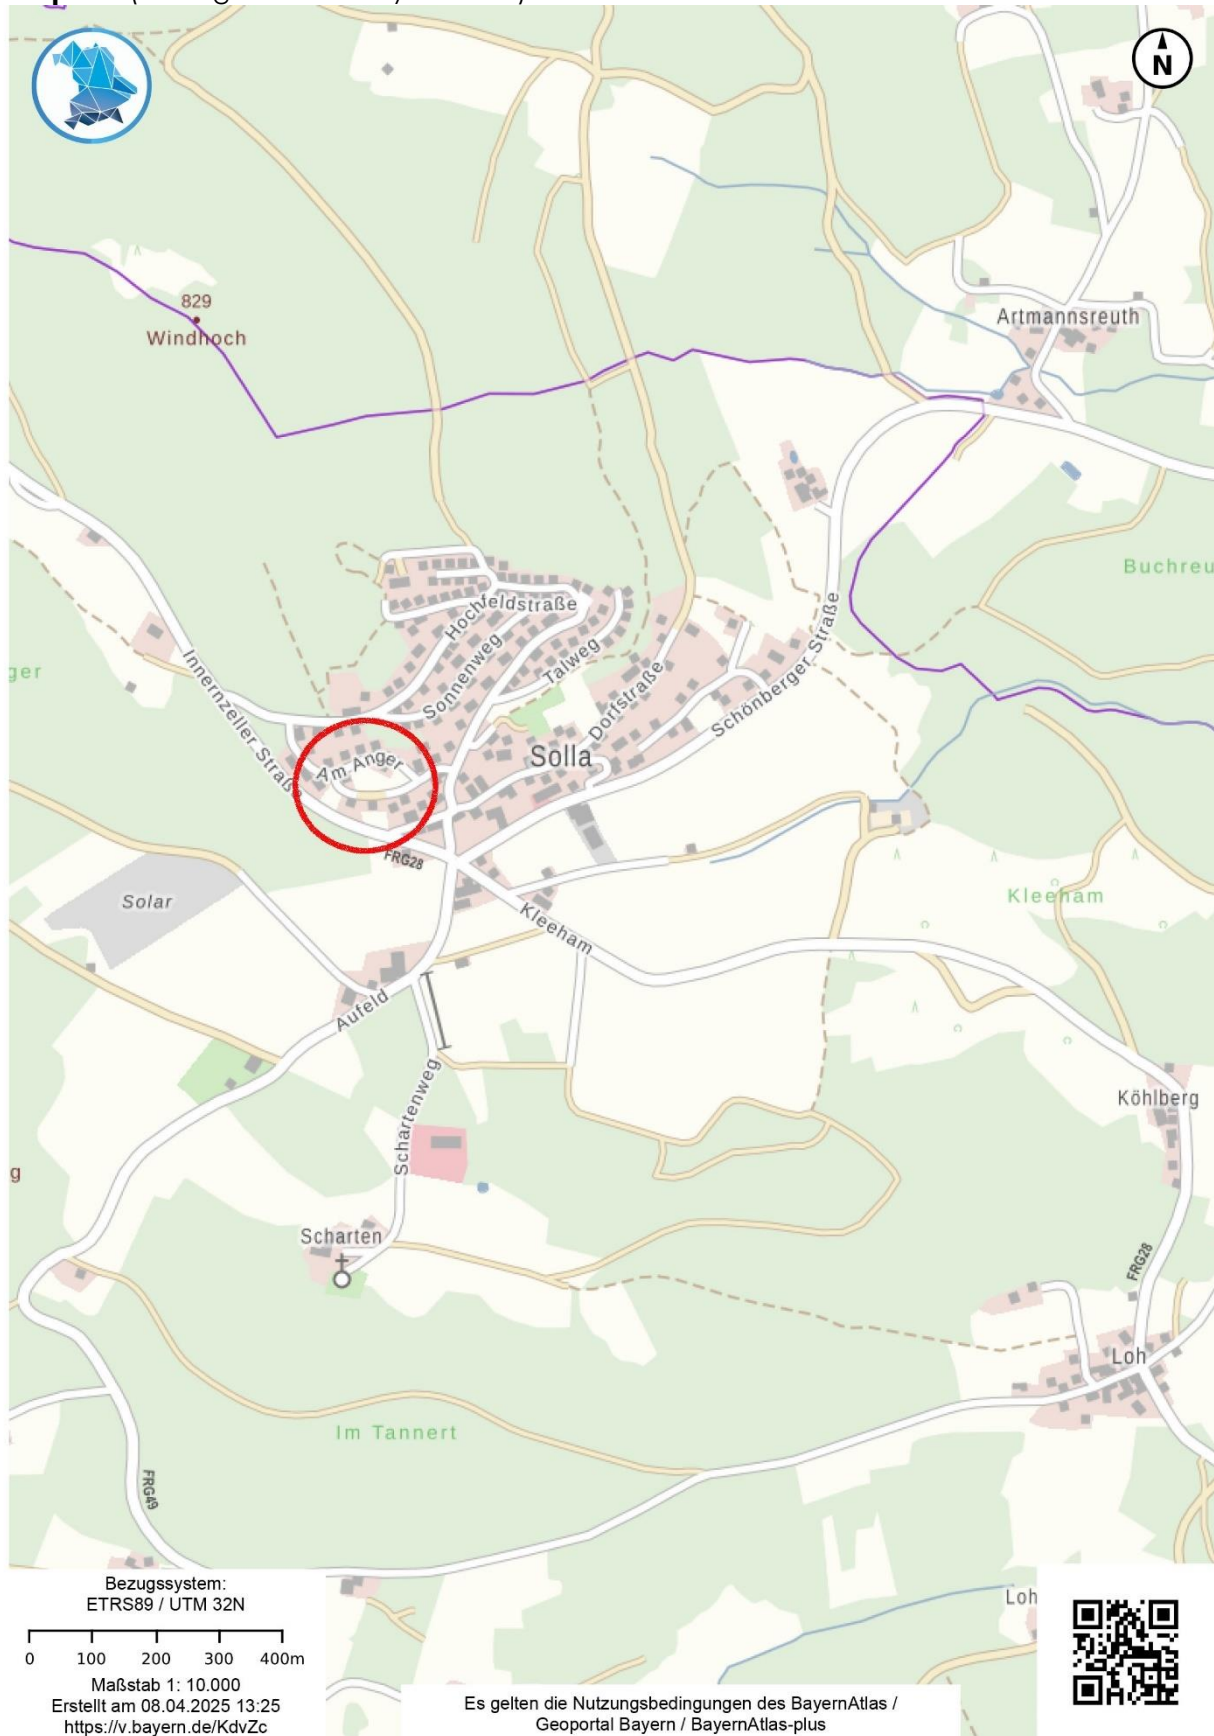 N
829
Windhoch
Artmannsreuth
Buchreu
ger
Hochfeldstraße
Sonnenweg
Talweg
Dorfstraße
Schönberger Straße
Innernzeller Straße
Am Anger
Solla
FRG28
Solar
Kleeham
Kleeham
Aufeld
Schartenweg
Köhlberg
g
Scharten
FRG28
Loh
Im Tannert
FRG49
Loh
Bezugssystem:
ETRS89 / UTM 32N
0 100 200 300 400m
Maßstab 1: 10.000
Erstellt am 08.04.2025 13:25
https://v.bayern.de/KdvZc
Es gelten die Nutzungsbedingungen des BayernAtlas /
Geoportal Bayern / BayernAtlas-plus